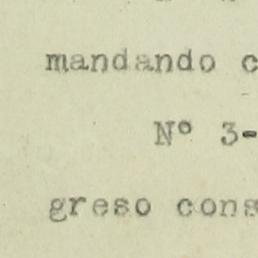 mandando c
Nº 3-
greso cons